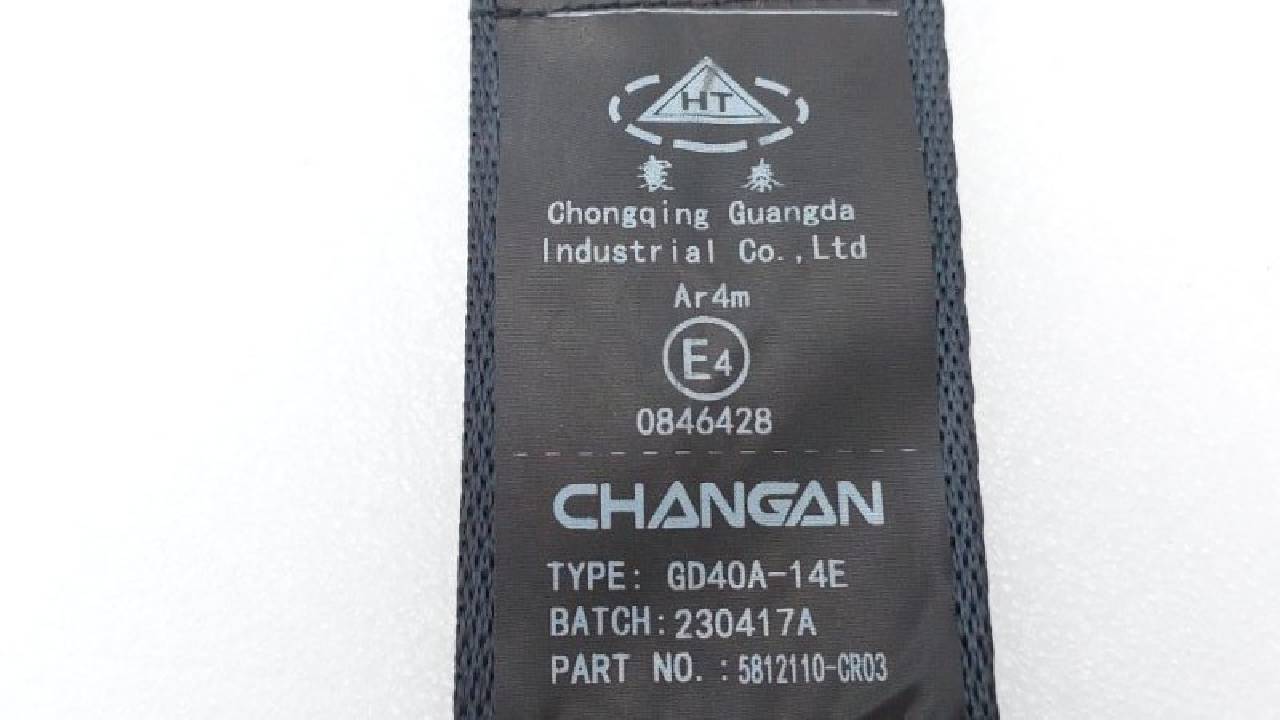 HT
寰 泰
Chongqing Guangda
Industrial Co.,Ltd
Ar4m
E4
0846428
CHANGAN
TYPE: GD40A-14E
BATCH:230417A
PART NO.:5812110-CR03